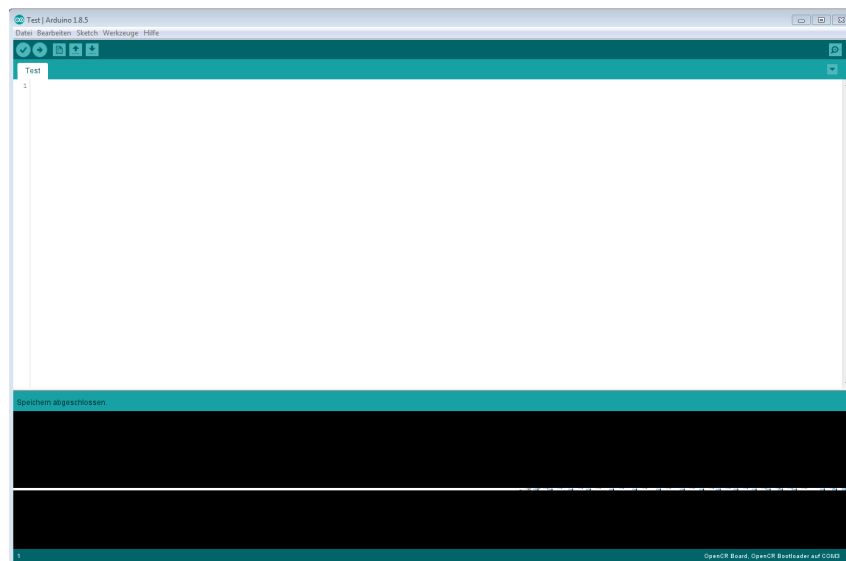 Test | Arduino 1.8.5
Datei Bearbeiten Sketch Werkzeuge Hilfe
Test
1
Speichern abgeschlossen.
1
OpenCR Board, OpenCR Bootloader auf COM3